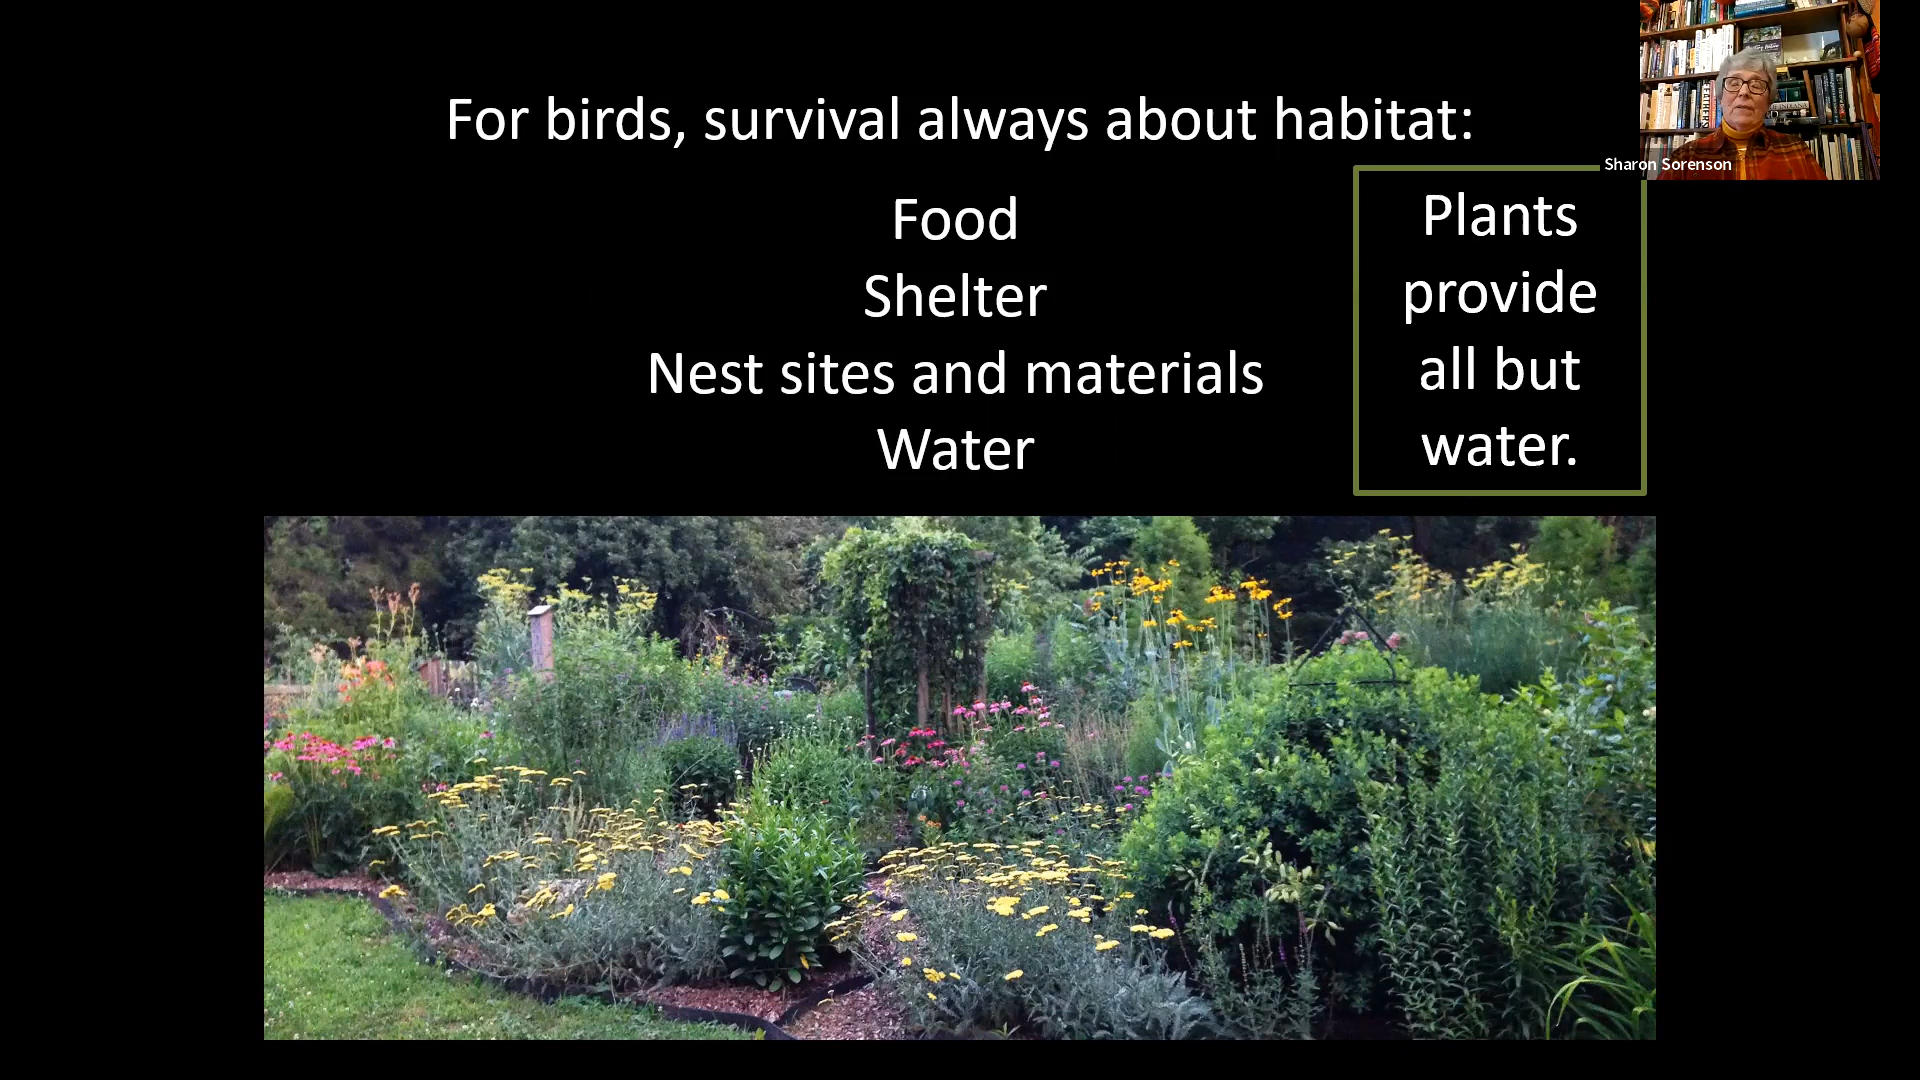 For birds, survival always about habitat:
Sharon Sorenson
Food
Shelter
Nest sites and materials
Water
Plants
provide
all but
water.